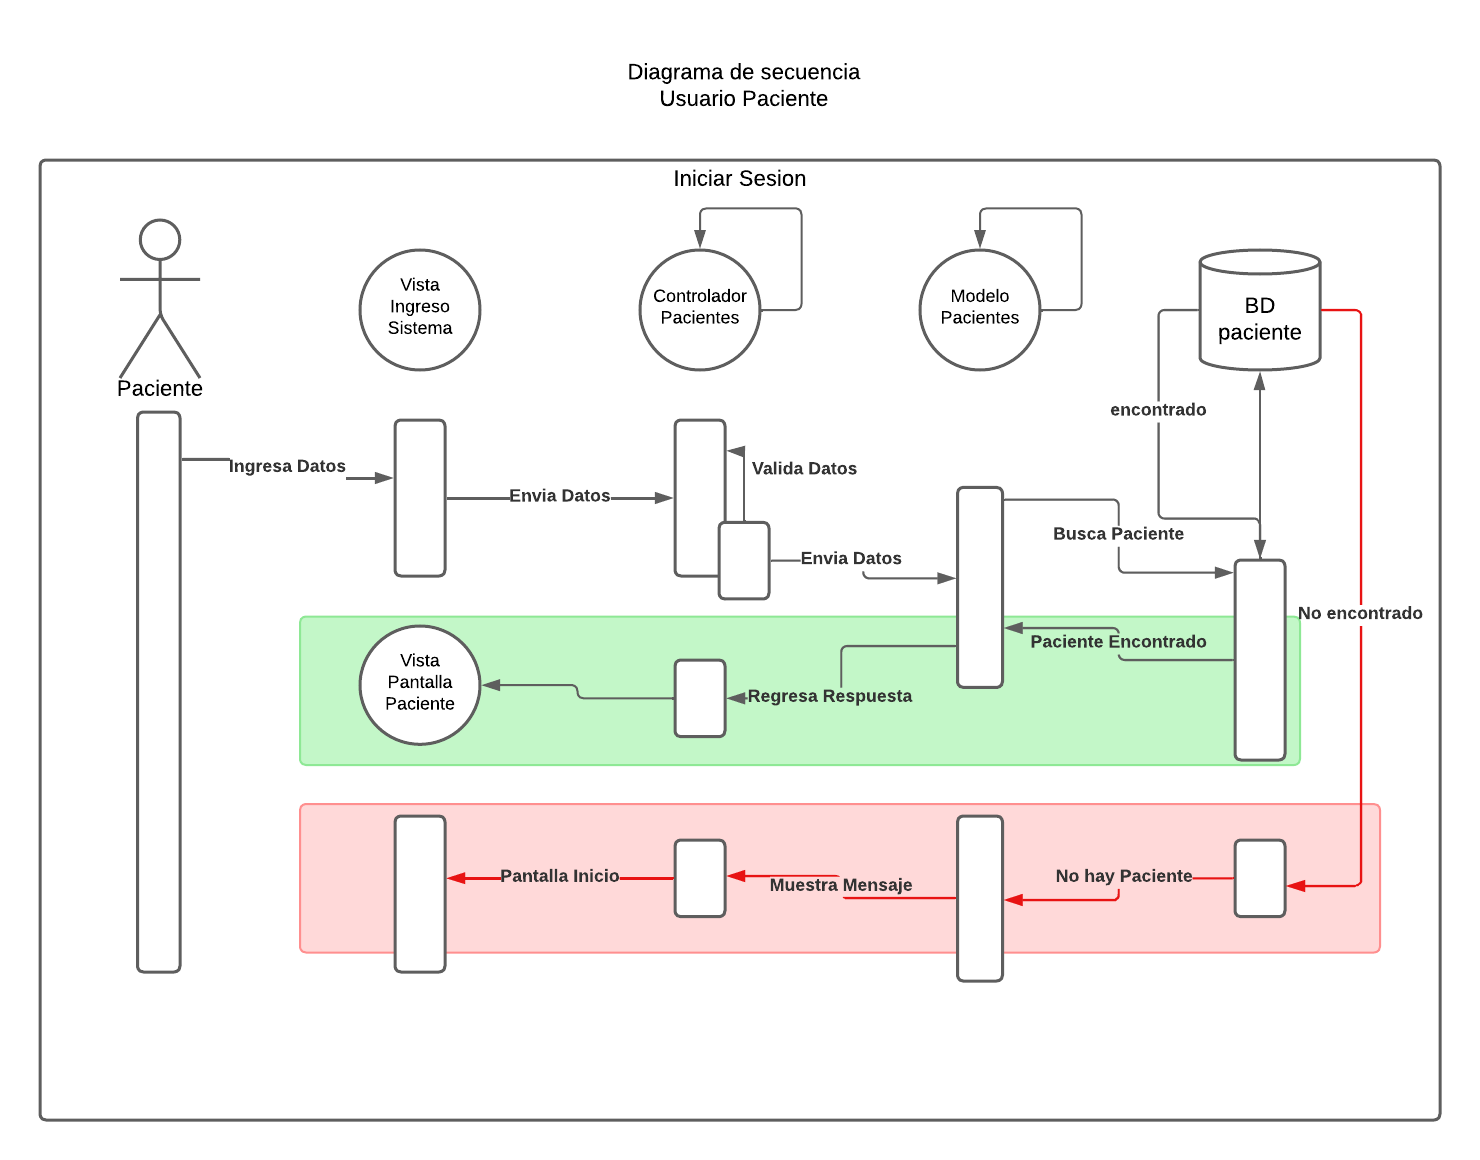 Diagrama de secuencia
Usuario Paciente
Iniciar Sesion
Paciente
Vista
Ingreso
Sistema
Controlador
Pacientes
Modelo
Pacientes
BD
paciente
encontrado
Ingresa Datos
Envia Datos
Valida Datos
Envia Datos
Busca Paciente
No encontrado
Paciente Encontrado
Vista
Pantalla
Paciente
Regresa Respuesta
Pantalla Inicio
Muestra Mensaje
No hay Paciente